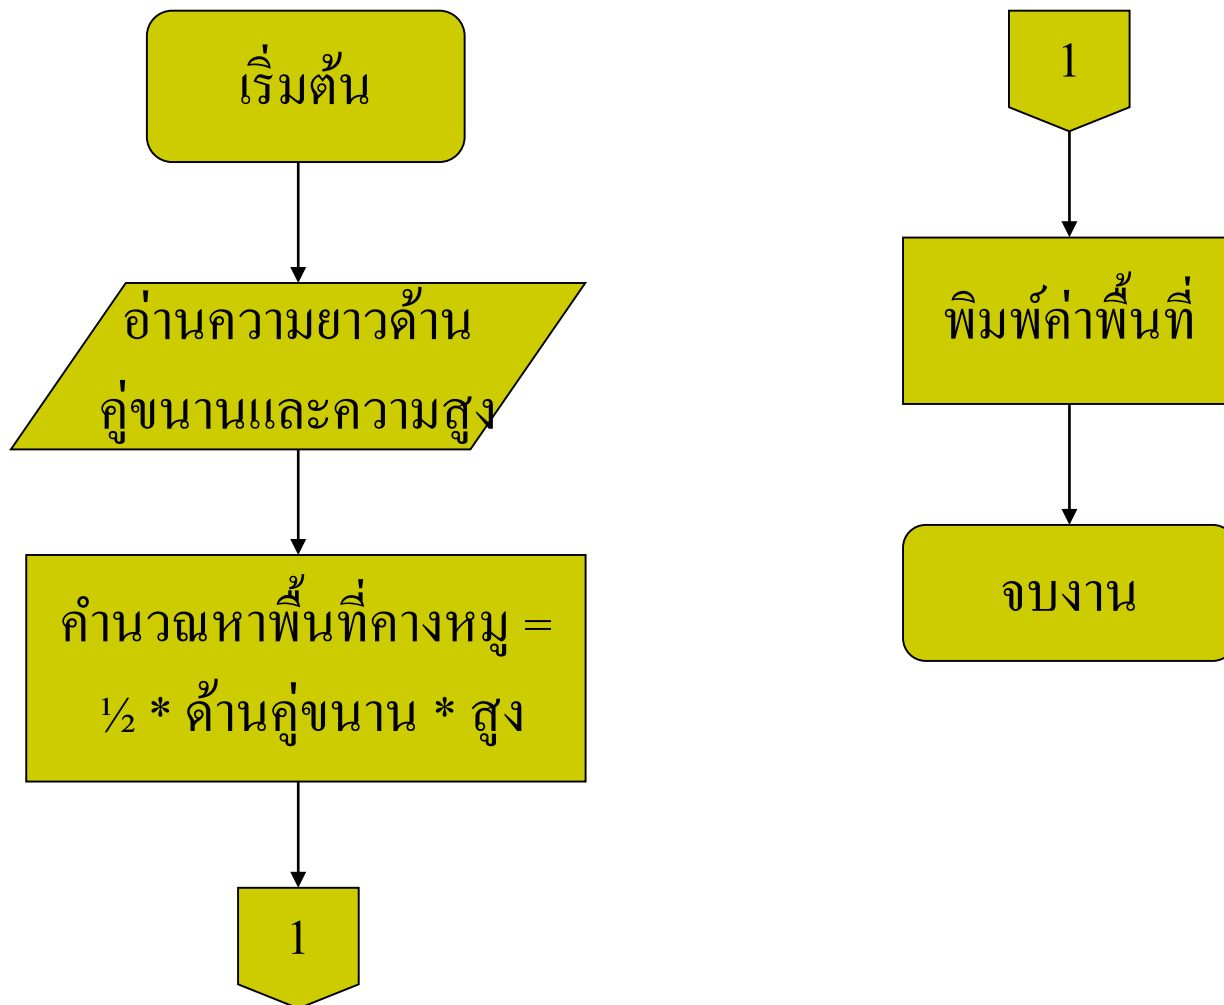 เริ่มต้น
อ่านความยาวด้าน
คู่ขนานและความสูง
คำนวณหาพื้นที่คางหมู =
½ * ด้านคู่ขนาน * สูง
1
1
พิมพ์ค่าพื้นที่
จบงาน